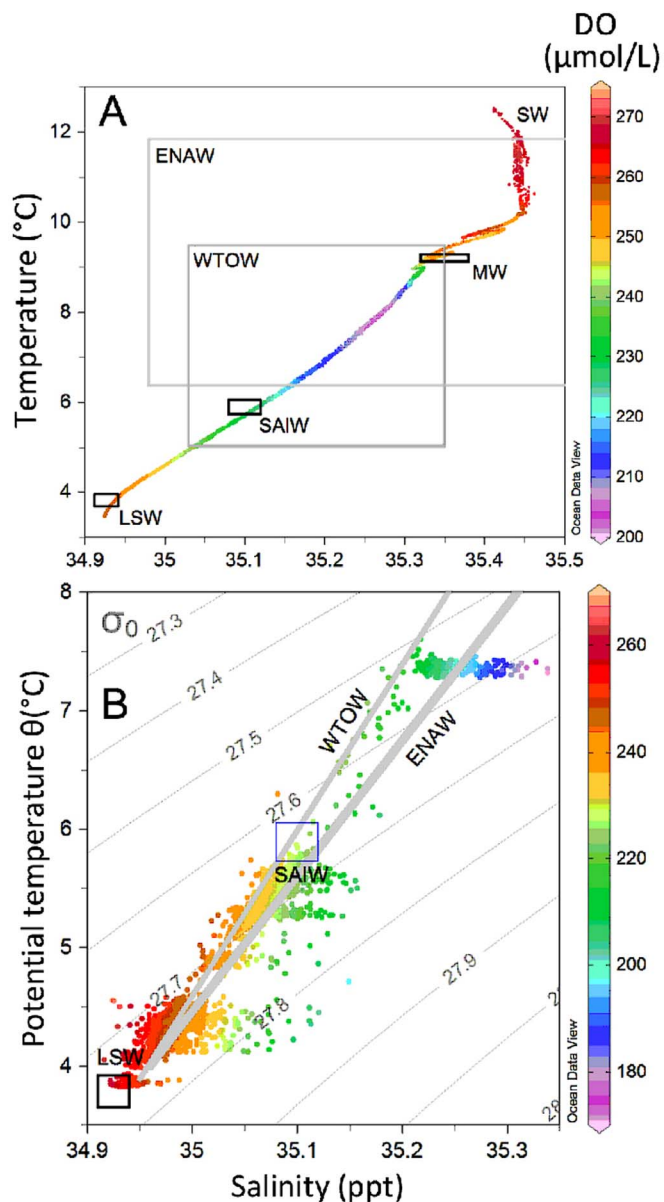 DO
(µmol/L)
A
SW
ENAW
WTOW
MW
SAIW
LSW
Temperature (°C)
12
10
8
6
4
34.9
35
35.1
35.2
35.3
35.4
35.5
270
260
250
240
230
220
210
200
Ocean Data View
σ0
B
27.3
27.4
27.5
27.6
27.7
27.8
27.9
WTOW
ENAW
SAIW
LSW
Potential temperature θ(°C)
8
7
6
5
4
34.9
35
35.1
35.2
35.3
Salinity (ppt)
260
240
220
200
180
Ocean Data View